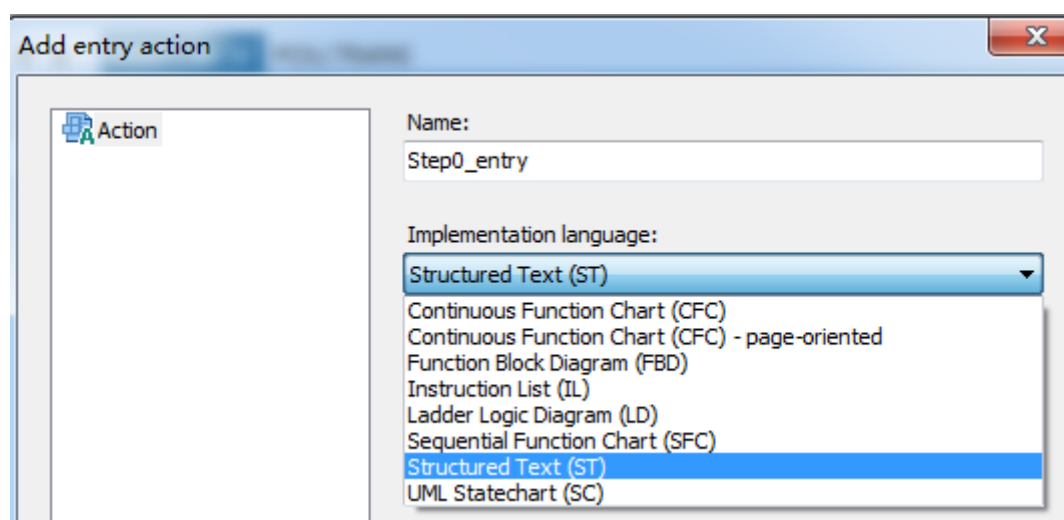 Add entry action
Action
Name:
Step0_entry
Implementation language:
Structured Text (ST)
Continuous Function Chart (CFC)
Continuous Function Chart (CFC) - page-oriented
Function Block Diagram (FBD)
Instruction List (IL)
Ladder Logic Diagram (LD)
Sequential Function Chart (SFC)
Structured Text (ST)
UML Statechart (SC)